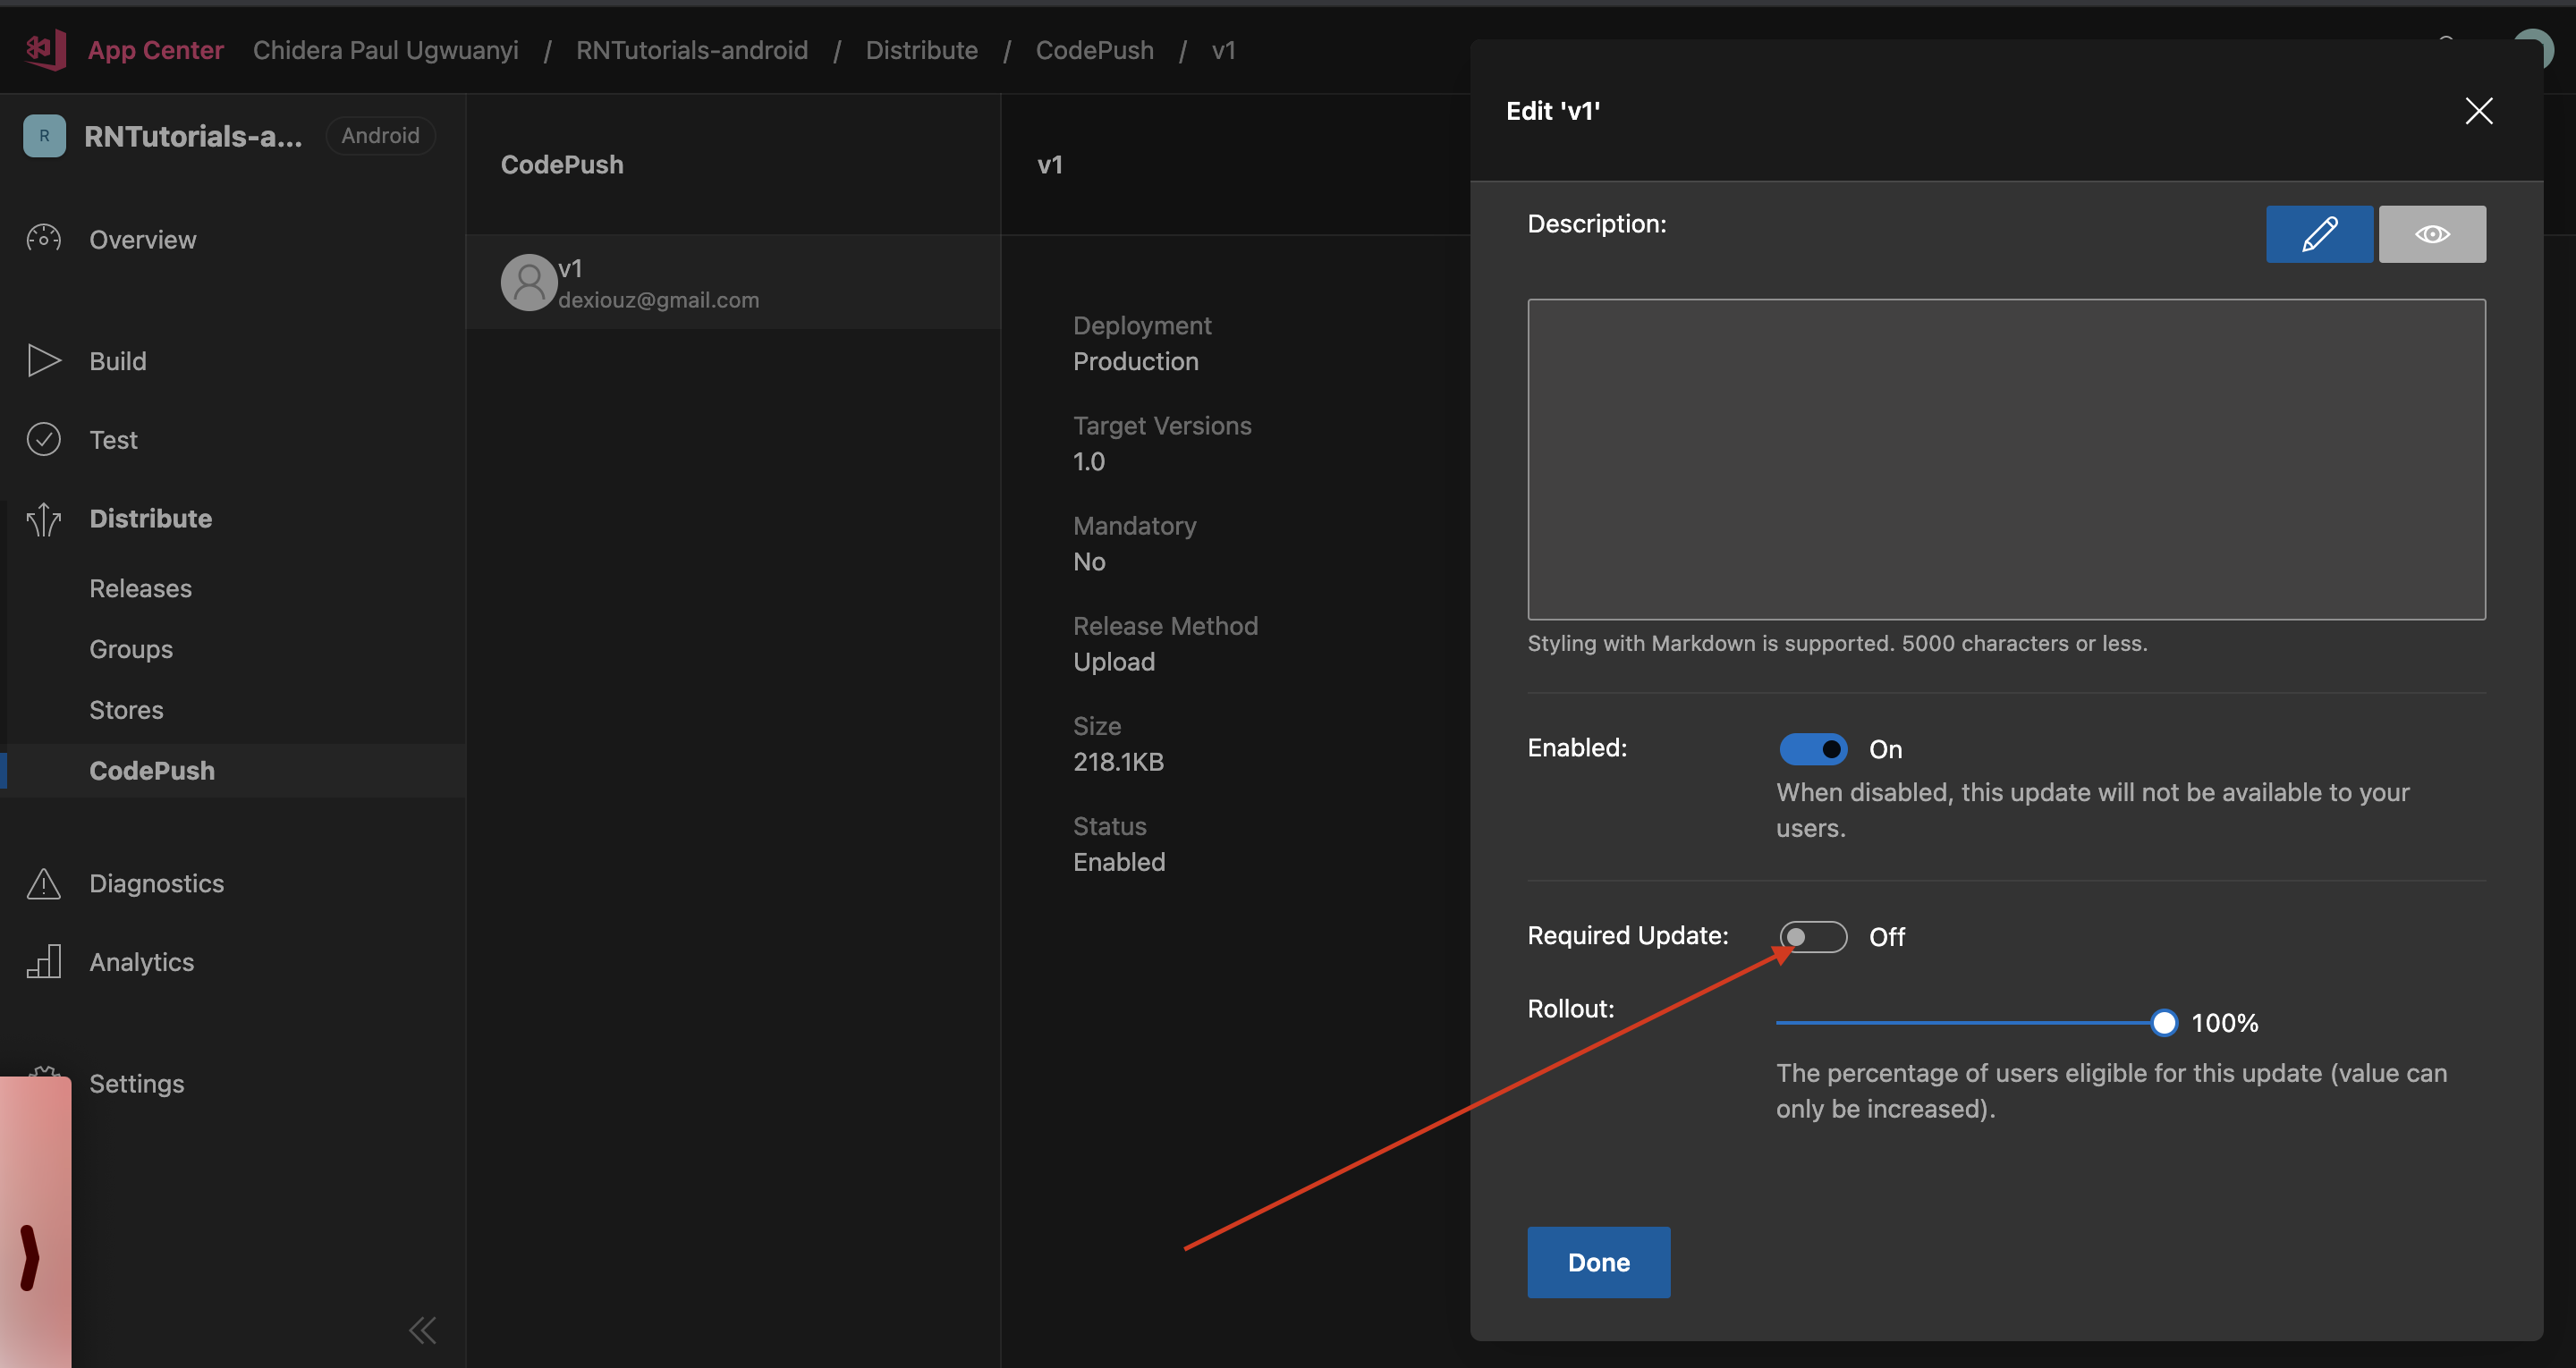 App Center Chidera Paul Ugwuanyi / RNTutorials-android / Distribute / CodePush / v1
R RNTutorials-a... Android
Overview
Build
Test
Distribute
Releases
Groups
Stores
CodePush
Diagnostics
Analytics
Settings
CodePush
v1
dexiouz@gmail.com
v1
Deployment
Production
Target Versions
1.0
Mandatory
No
Release Method
Upload
Size
218.1KB
Status
Enabled
Edit 'v1'
Description:
Styling with Markdown is supported. 5000 characters or less.
Enabled: On
When disabled, this update will not be available to your
users.
Required Update: Off
Rollout: 100%
The percentage of users eligible for this update (value can
only be increased).
Done